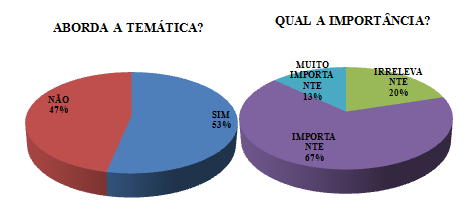 ABORDA A TEMÁTICA?
NÃO
47%
SIM
53%
QUAL A IMPORTÂNCIA?
MUITO
IMPORTA
NTE
13%
IRRELEVA
NTE
20%
IMPORTA
NTE
67%